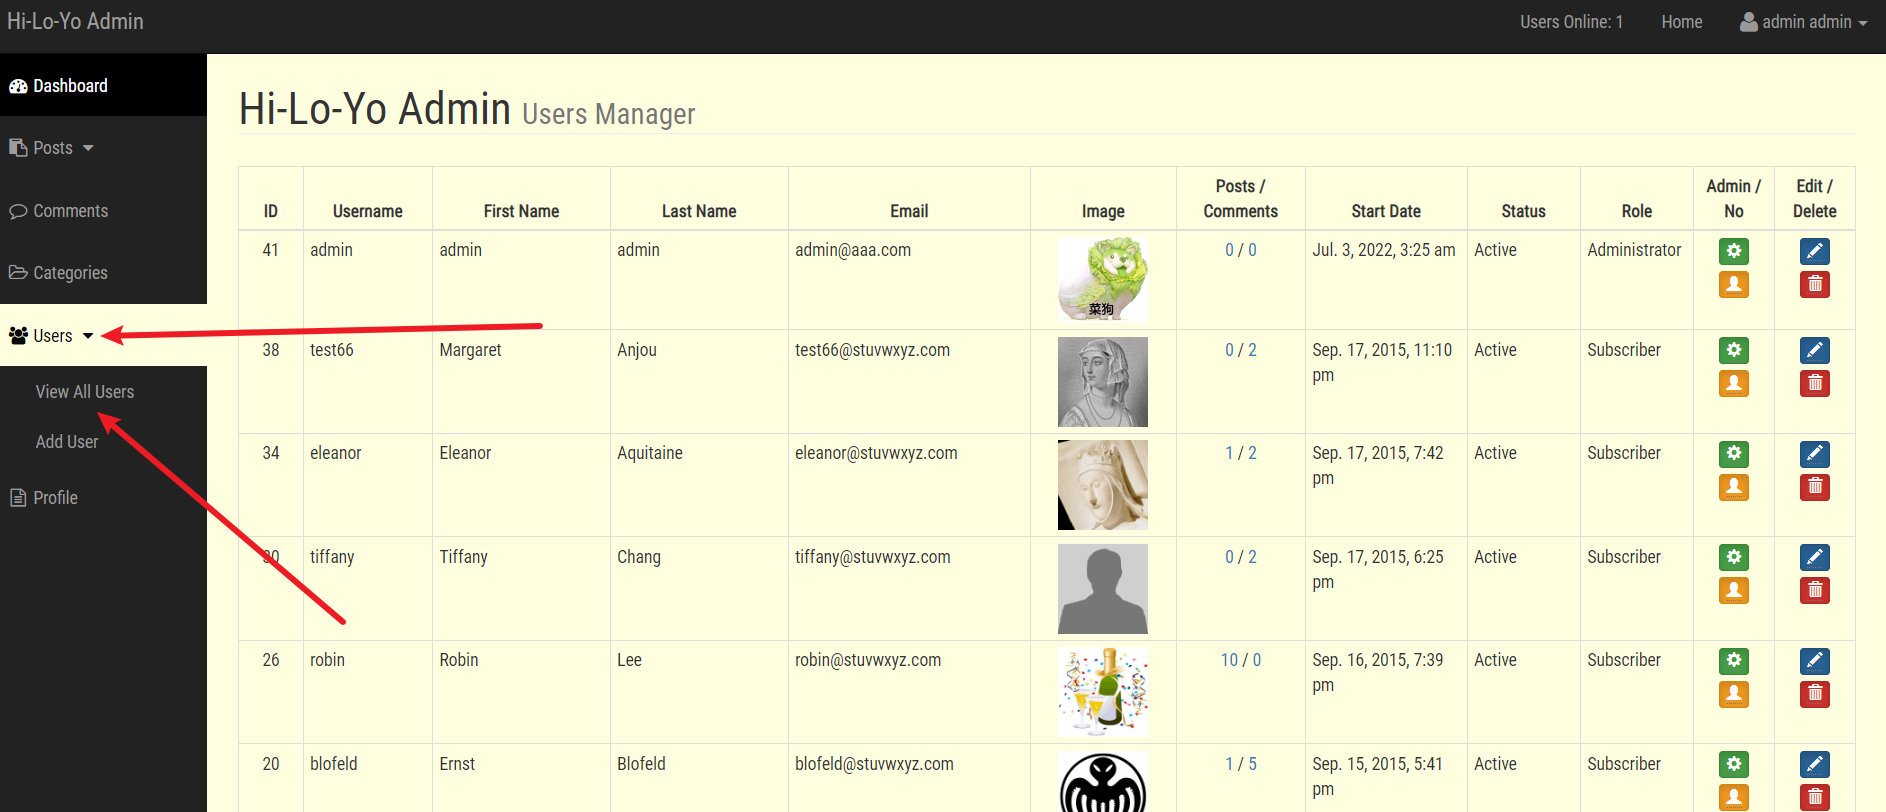 Hi-Lo-Yo Admin
Users Online: 1 Home admin admin
Dashboard
Posts
Comments
Categories
Users
View All Users
Add User
Profile
Hi-Lo-Yo Admin Users Manager
ID Username First Name Last Name Email Image Posts / Comments Start Date Status Role Admin / No Edit / Delete
41 admin admin admin admin@aaa.com 菜狗 0 / 0 Jul. 3, 2022, 3:25 am Active Administrator
38 test66 Margaret Anjou test66@stuvwxyz.com 0 / 2 Sep. 17, 2015, 11:10 pm Active Subscriber
34 eleanor Eleanor Aquitaine eleanor@stuvwxyz.com 1 / 2 Sep. 17, 2015, 7:42 pm Active Subscriber
30 tiffany Tiffany Chang tiffany@stuvwxyz.com 0 / 2 Sep. 17, 2015, 6:25 pm Active Subscriber
26 robin Robin Lee robin@stuvwxyz.com 10 / 0 Sep. 16, 2015, 7:39 pm Active Subscriber
20 blofeld Ernst Blofeld blofeld@stuvwxyz.com 1 / 5 Sep. 15, 2015, 5:41 pm Active Subscriber